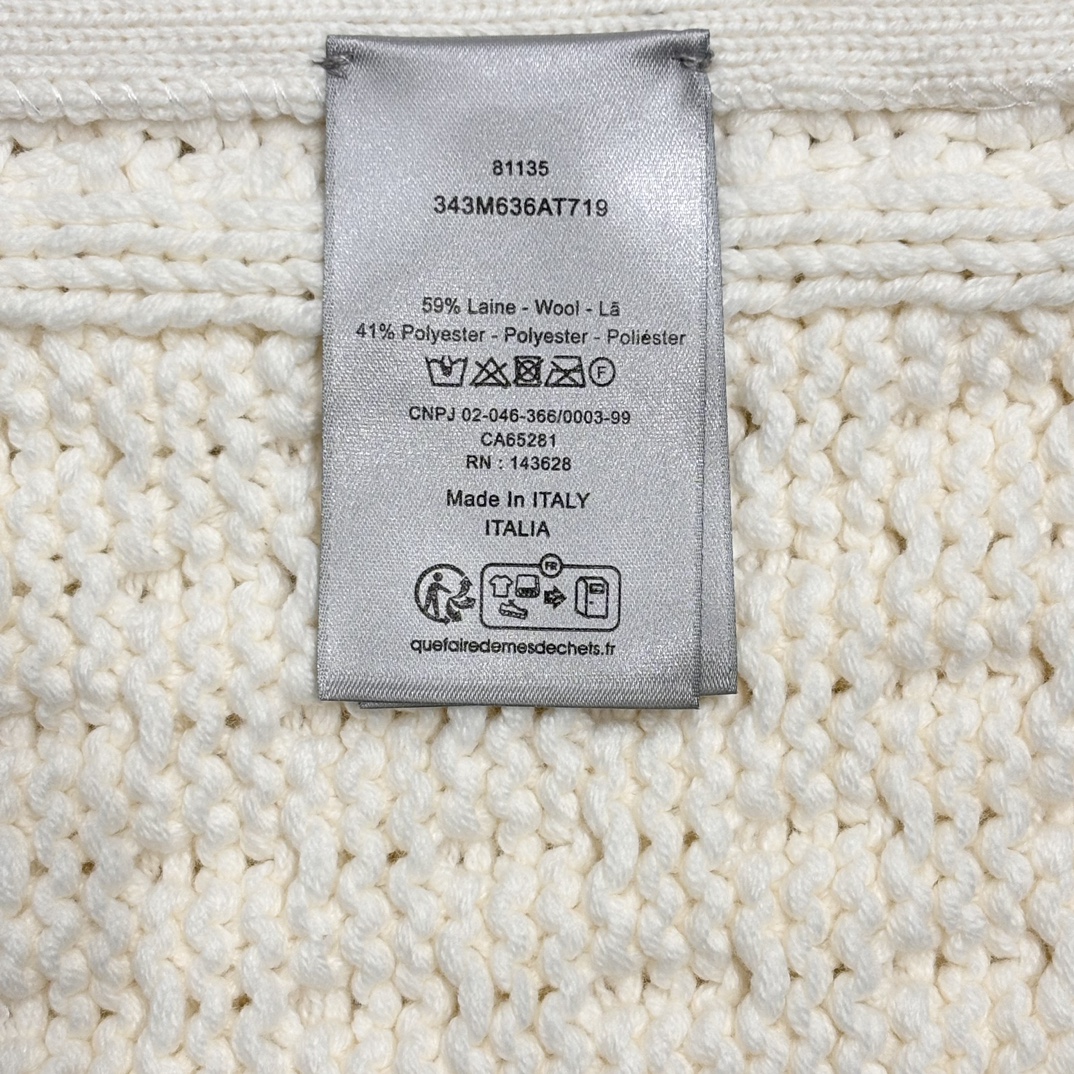 81135
343M636AT719
59% Laine - Wool - Lã
41% Polyester - Polyester - Poliéster
F
CNPJ 02-046-366/0003-99
CA65281
RN : 143628
Made In ITALY
ITALIA
FR
quefairedemesdechets.fr